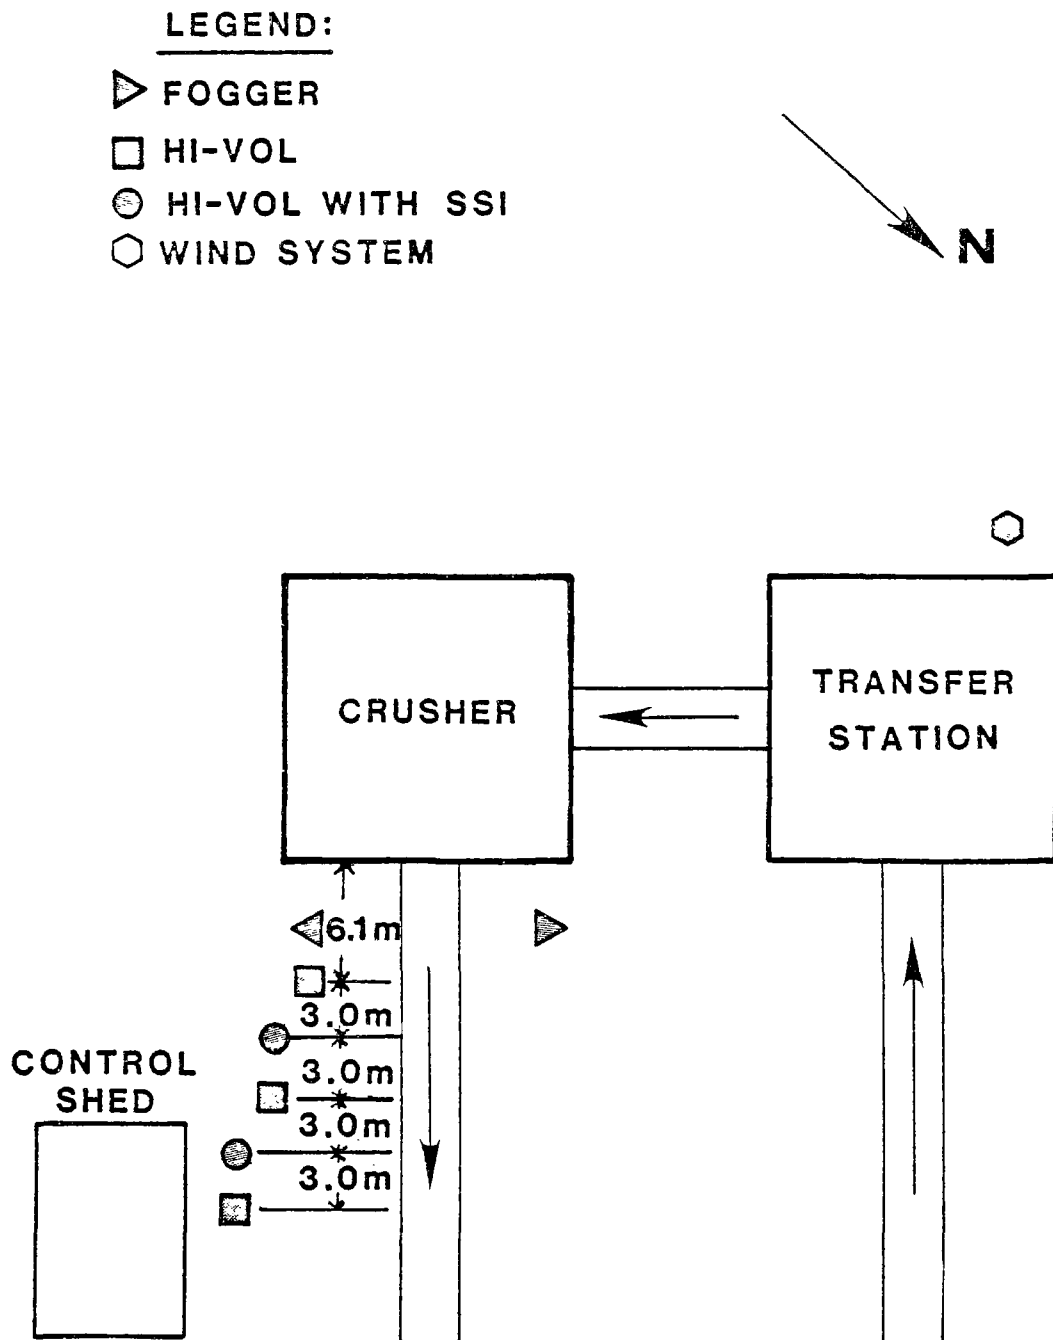 LEGEND:
FOGGER
HI-VOL
HI-VOL WITH SSI
WIND SYSTEM
N
CRUSHER
TRANSFER
STATION
6.1m
3.0m
3.0m
3.0m
3.0m
CONTROL
SHED